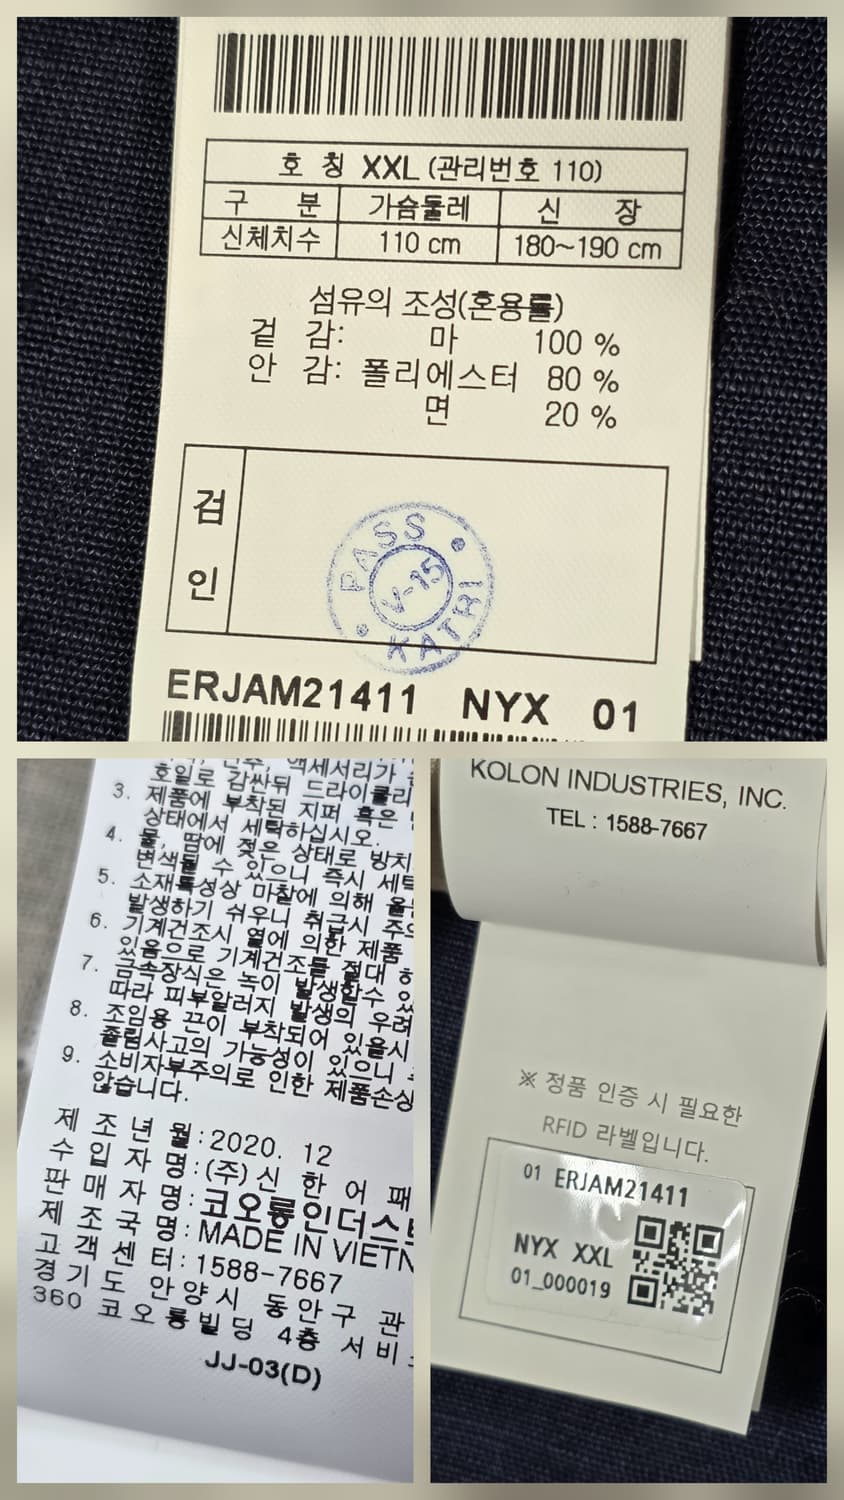 호 칭 XXL (관리번호 110)
구 분 가슴둘레 신 장
신체치수 110 cm 180~190 cm
섬유의 조성(혼용률)
겉 감: 마 100 %
안 감: 폴리에스터 80 %
면 20 %
검
인
PASS
V-15
KATRI
ERJAM21411 NYX 01
액세서리가
호일로 감싼뒤 드라이클리
3. 제품에 부착된 지퍼 혹은
상태에서 세탁하십시오.
4. 물, 땀에 젖은 상태로 방치
변색될 수 있으니 즉시 세탁
5. 소재특성상 마찰에 의해 올
발생하기 쉬우니 취급시 주의
6. 기계건조시 열에 의한 제품
있음으로 기계건조를 절대 하
7. 금속장식은 녹이 발생할수 있
따라 피부알러지 발생의 우려
8. 조임용 끈이 부착되어 있을시
졸림사고의 가능성이 있으니
9. 소비자부주의로 인한 제품손상
않습니다.
제 조 년 월:2020. 12
수 입 자 명:(주)신 한 어 패
판 매 자 명:코오롱인더스트
제 조 국 명:MADE IN VIETN
고 객 센 터:1588-7667
경 기 도 안 양 시 동 안 구 관
360 코 오 롱 빌 딩 4층 서 비
JJ-03(D)
KOLON INDUSTRIES, INC.
TEL : 1588-7667
※ 정품 인증 시 필요한
RFID 라벨입니다.
01 ERJAM21411
NYX XXL
01_000019